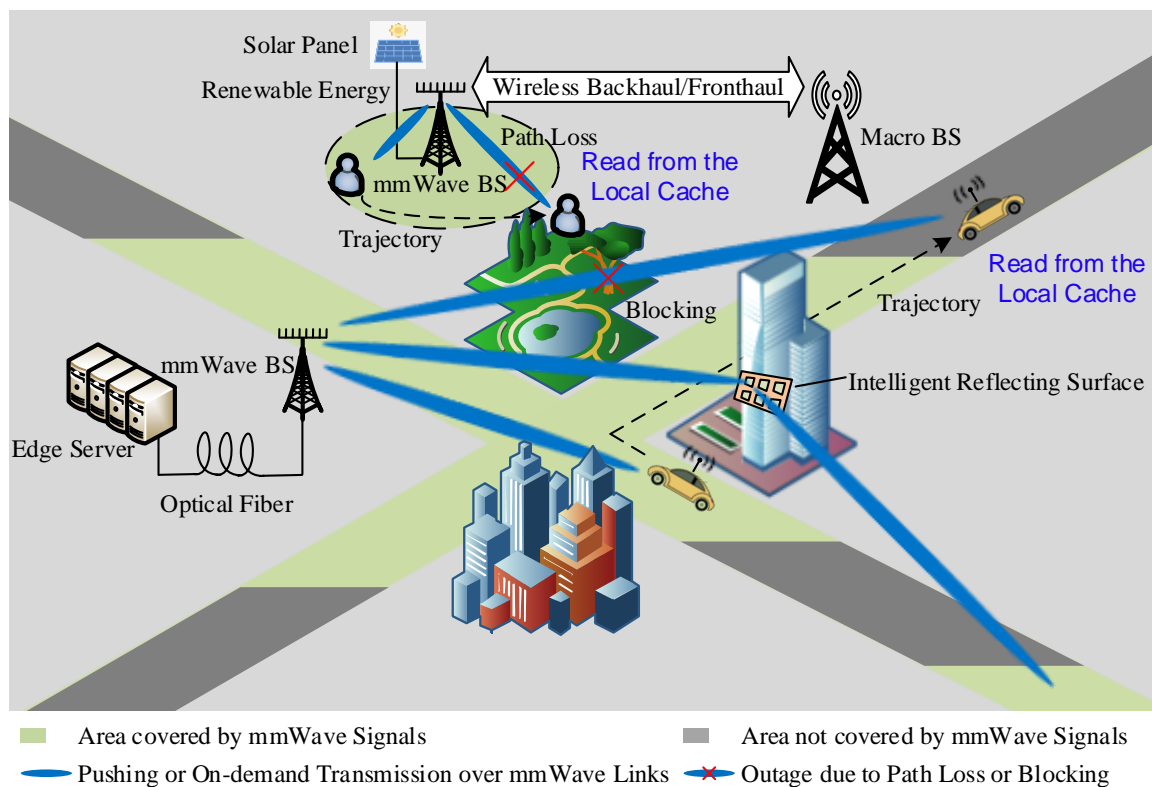 Solar Panel
Renewable Energy
Wireless Backhaul/Fronthaul
Macro BS
Path Loss
mmWave BS
Read from the
Local Cache
Trajectory
Blocking
Read from the
Local Cache
Trajectory
mmWave BS
Intelligent Reflecting Surface
Edge Server
Optical Fiber
Area covered by mmWave Signals
Area not covered by mmWave Signals
Pushing or On-demand Transmission over mmWave Links
Outage due to Path Loss or Blocking